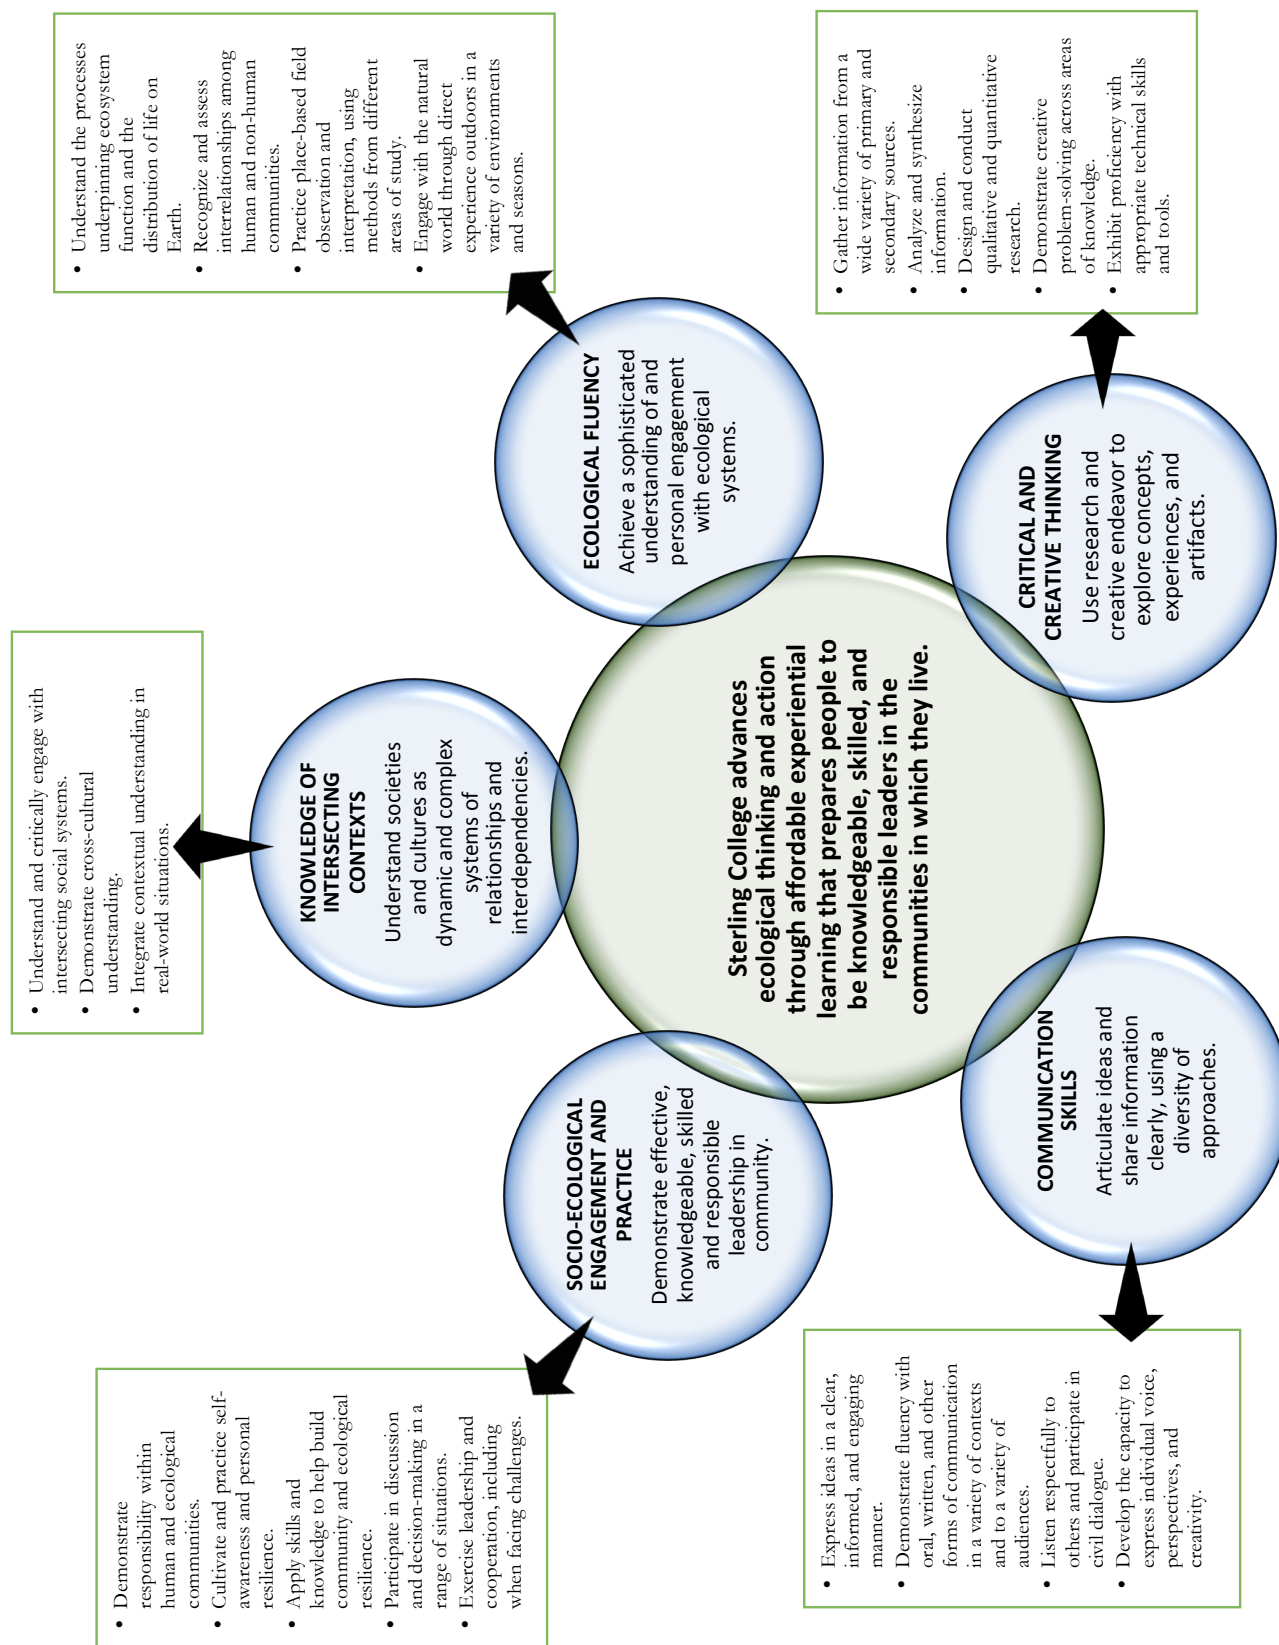 • Understand and critically engage with
intersecting social systems.
• Demonstrate cross-cultural
understanding.
• Integrate contextual understanding in
real-world situations.
KNOWLEDGE OF
INTERSECTING
CONTEXTS
Understand societies
and cultures as
dynamic and complex
systems of
relationships and
interdependencies.
• Understand the processes
underpinning ecosystem
function and the
distribution of life on
Earth.
• Recognize and assess
interrelationships among
human and non-human
communities.
• Practice place-based field
observation and
interpretation, using
methods from different
areas of study.
• Engage with the natural
world through direct
experience outdoors in a
variety of environments
and seasons.
ECOLOGICAL FLUENCY
Achieve a sophisticated
understanding of and
personal engagement
with ecological
systems.
• Gather information from a
wide variety of primary and
secondary sources.
• Analyze and synthesize
information.
• Design and conduct
qualitative and quantitative
research.
• Demonstrate creative
problem-solving across areas
of knowledge.
• Exhibit proficiency with
appropriate technical skills
and tools.
CRITICAL AND
CREATIVE THINKING
Use research and
creative endeavor to
explore concepts,
experiences, and
artifacts.
Sterling College advances
ecological thinking and action
through affordable experiential
learning that prepares people to
be knowledgeable, skilled, and
responsible leaders in the
communities in which they live.
COMMUNICATION
SKILLS
Articulate ideas and
share information
clearly, using a
diversity of
approaches.
• Express ideas in a clear,
informed, and engaging
manner.
• Demonstrate fluency with
oral, written, and other
forms of communication
in a variety of contexts
and to a variety of
audiences.
• Listen respectfully to
others and participate in
civil dialogue.
• Develop the capacity to
express individual voice,
perspectives, and
creativity.
SOCIO-ECOLOGICAL
ENGAGEMENT AND
PRACTICE
Demonstrate effective,
knowledgeable, skilled
and responsible
leadership in
community.
• Demonstrate
responsibility within
human and ecological
communities.
• Cultivate and practice self-
awareness and personal
resilience.
• Apply skills and
knowledge to help build
community and ecological
resilience.
• Participate in discussion
and decision-making in a
range of situations.
• Exercise leadership and
cooperation, including
when facing challenges.